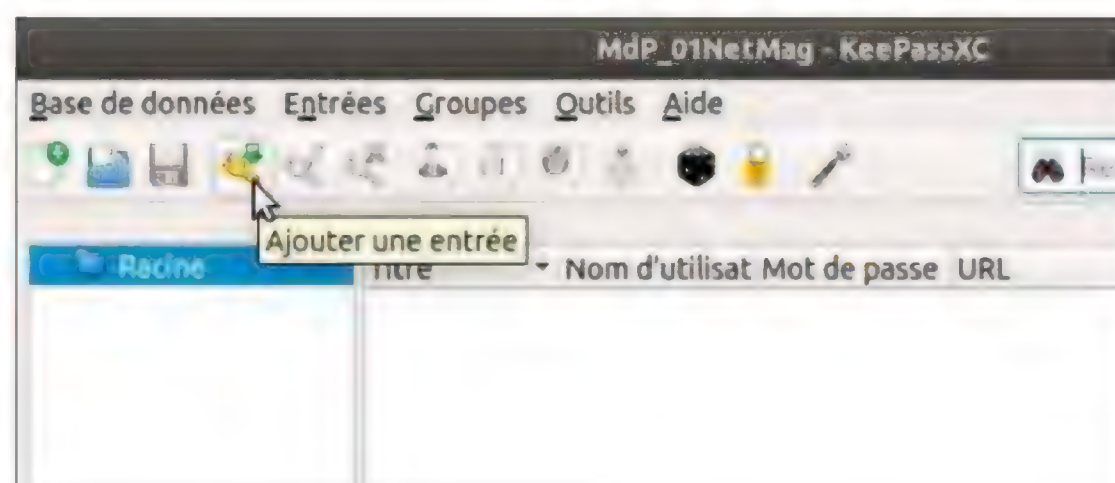 MdP_01NetMag - KeePassXC
Base de données Entrées Groupes Outils Aide
Ajouter une entrée
Racine Titre Nom d'utilisat Mot de passe URL